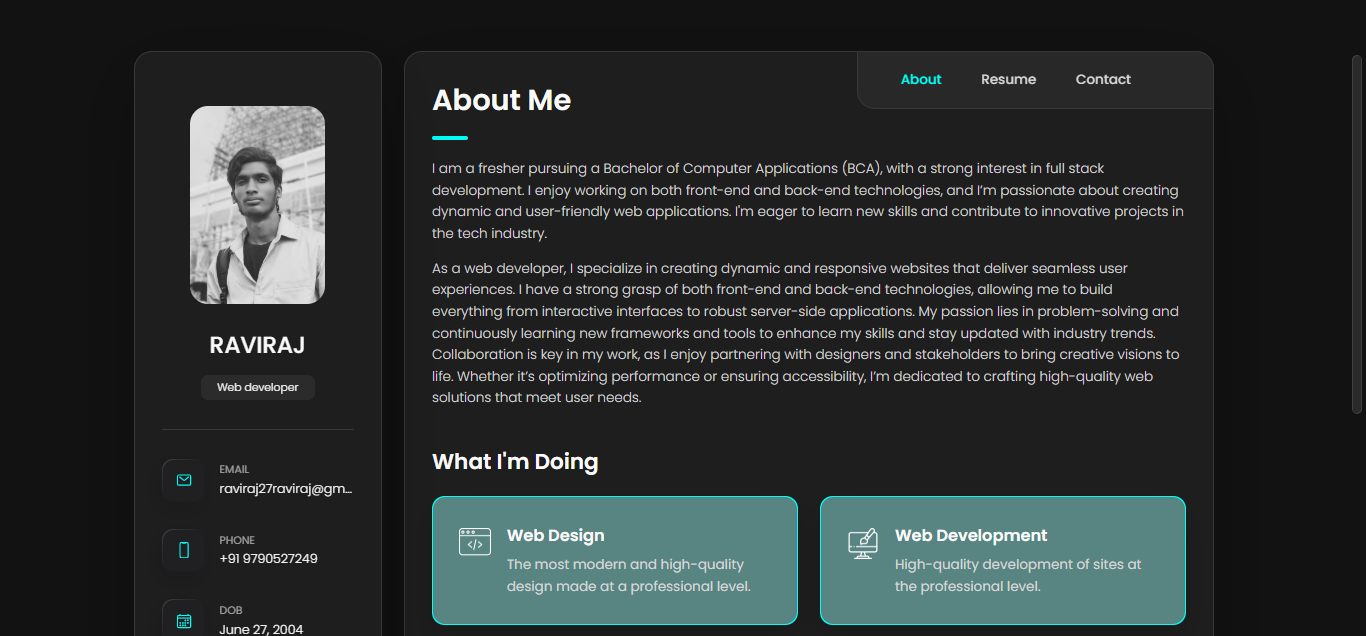 About
Resume
Contact
RAVIRAJ
Web developer
EMAIL
raviraj27raviraj@gm...
PHONE
+91 9790527249
DOB
June 27, 2004
About Me
I am a fresher pursuing a Bachelor of Computer Applications (BCA), with a strong interest in full stack
development. I enjoy working on both front-end and back-end technologies, and I'm passionate about creating
dynamic and user-friendly web applications. I'm eager to learn new skills and contribute to innovative projects in
the tech industry.
As a web developer, I specialize in creating dynamic and responsive websites that deliver seamless user
experiences. I have a strong grasp of both front-end and back-end technologies, allowing me to build
everything from interactive interfaces to robust server-side applications. My passion lies in problem-solving and
continuously learning new frameworks and tools to enhance my skills and stay updated with industry trends.
Collaboration is key in my work, as I enjoy partnering with designers and stakeholders to bring creative visions to
life. Whether it's optimizing performance or ensuring accessibility, I'm dedicated to crafting high-quality web
solutions that meet user needs.
What I'm Doing
Web Design
The most modern and high-quality
design made at a professional level.
Web Development
High-quality development of sites at
the professional level.